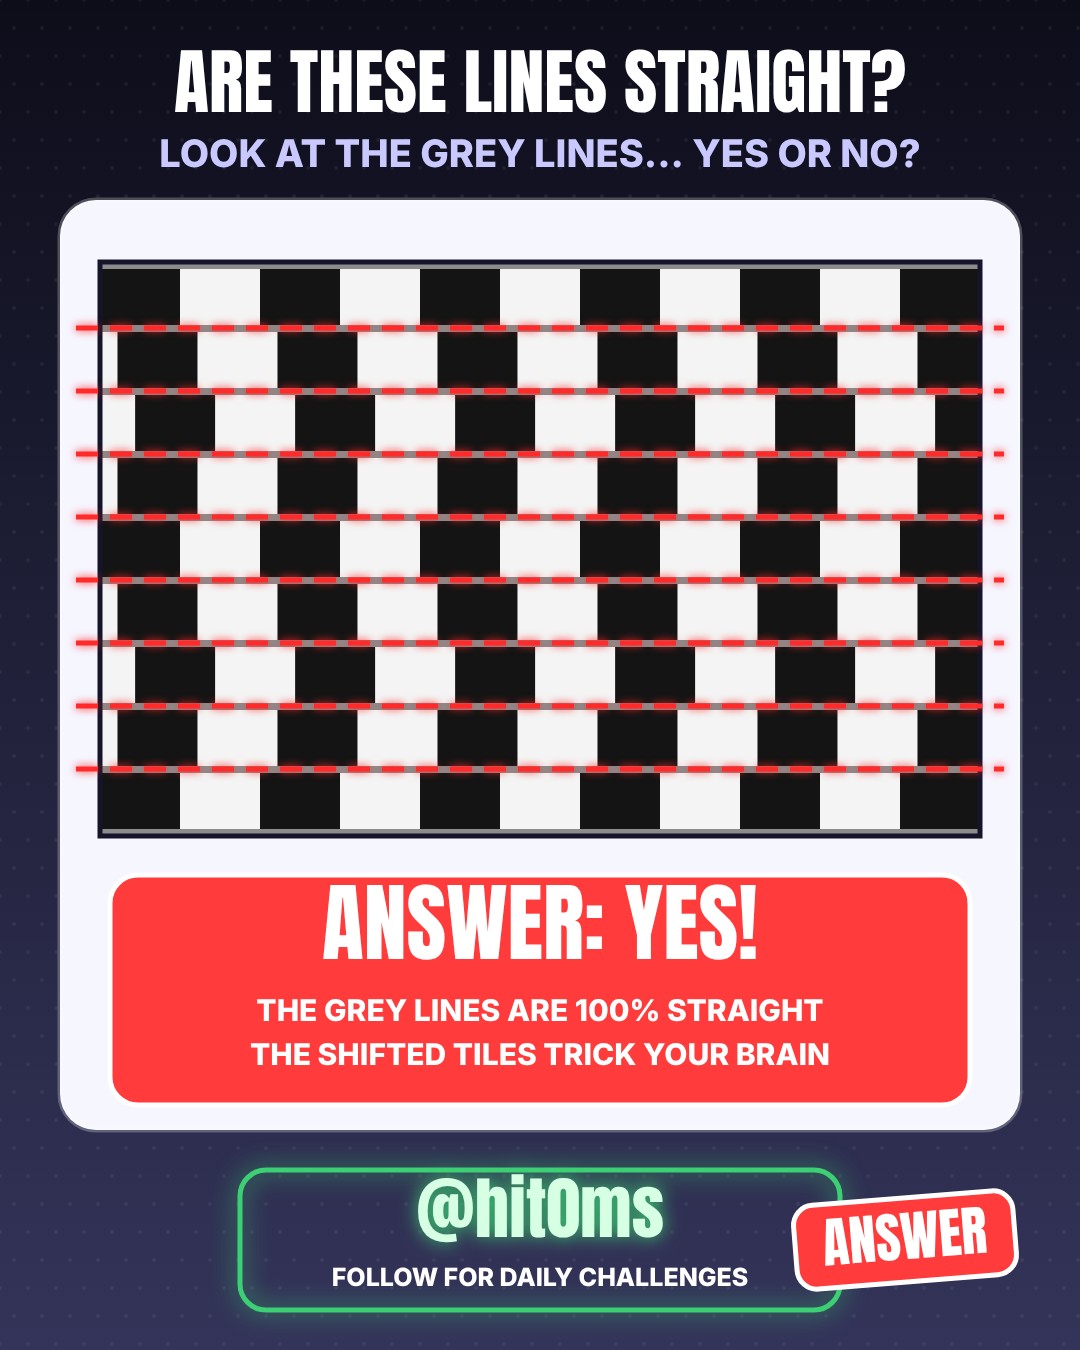 ARE THESE LINES STRAIGHT?
LOOK AT THE GREY LINES... YES OR NO?
ANSWER: YES!
THE GREY LINES ARE 100% STRAIGHT
THE SHIFTED TILES TRICK YOUR BRAIN
@hit0ms
FOLLOW FOR DAILY CHALLENGES
ANSWER